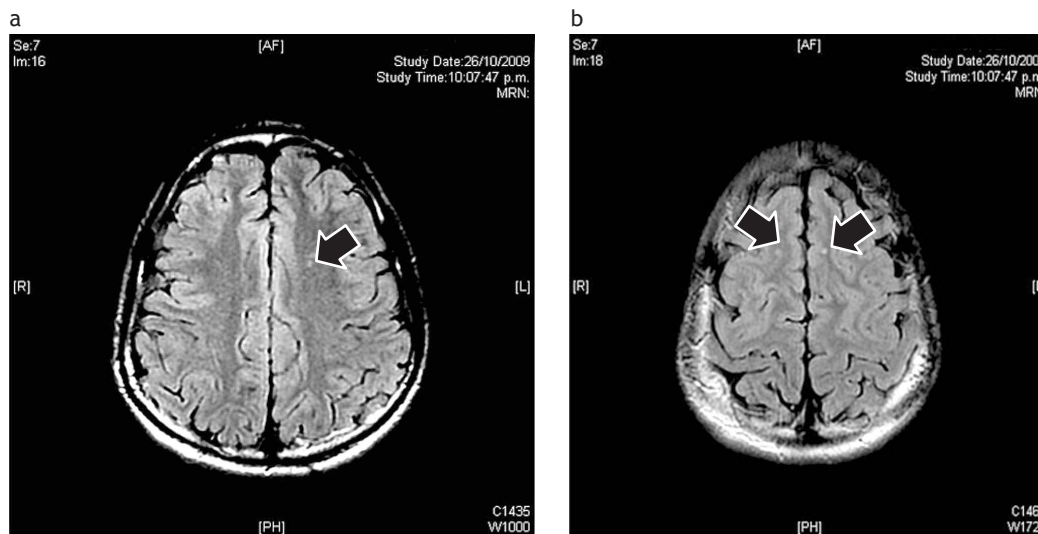 a
Se:7
Im:16
[AF]
Study Date:26/10/2009
Study Time:10:07:47 p.m.
MRN:
[R]
[L]
[PH]
C1435
W1000
b
Se:7
Im:18
[AF]
Study Date:26/10/200
Study Time:10:07:47 p.m
MRN
[R]
[L
[PH]
C146
W172